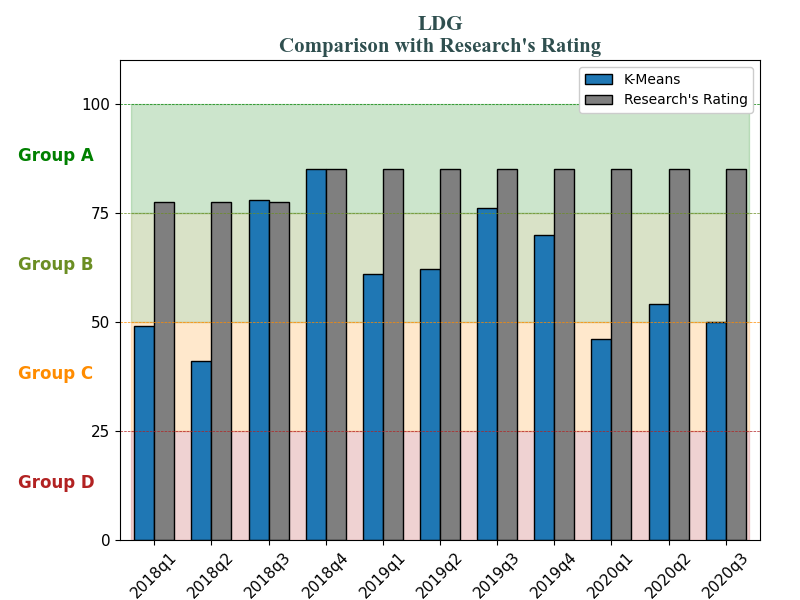 LDG
Comparison with Research's Rating
K-Means
Research's Rating
100
Group A
75
Group B
50
Group C
25
Group D
0
2018q1
2018q2
2018q3
2018q4
2019q1
2019q2
2019q3
2019q4
2020q1
2020q2
2020q3